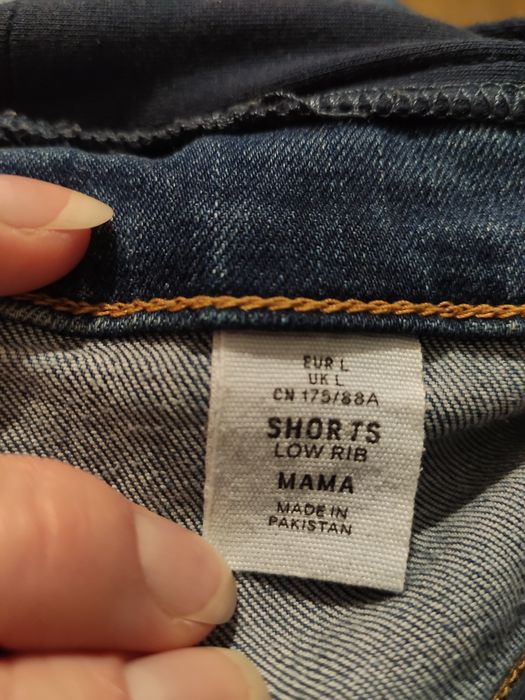 EUR L
UK L
CN 175/88A
SHORTS
LOW RIB
MAMA
MADE IN
PAKISTAN